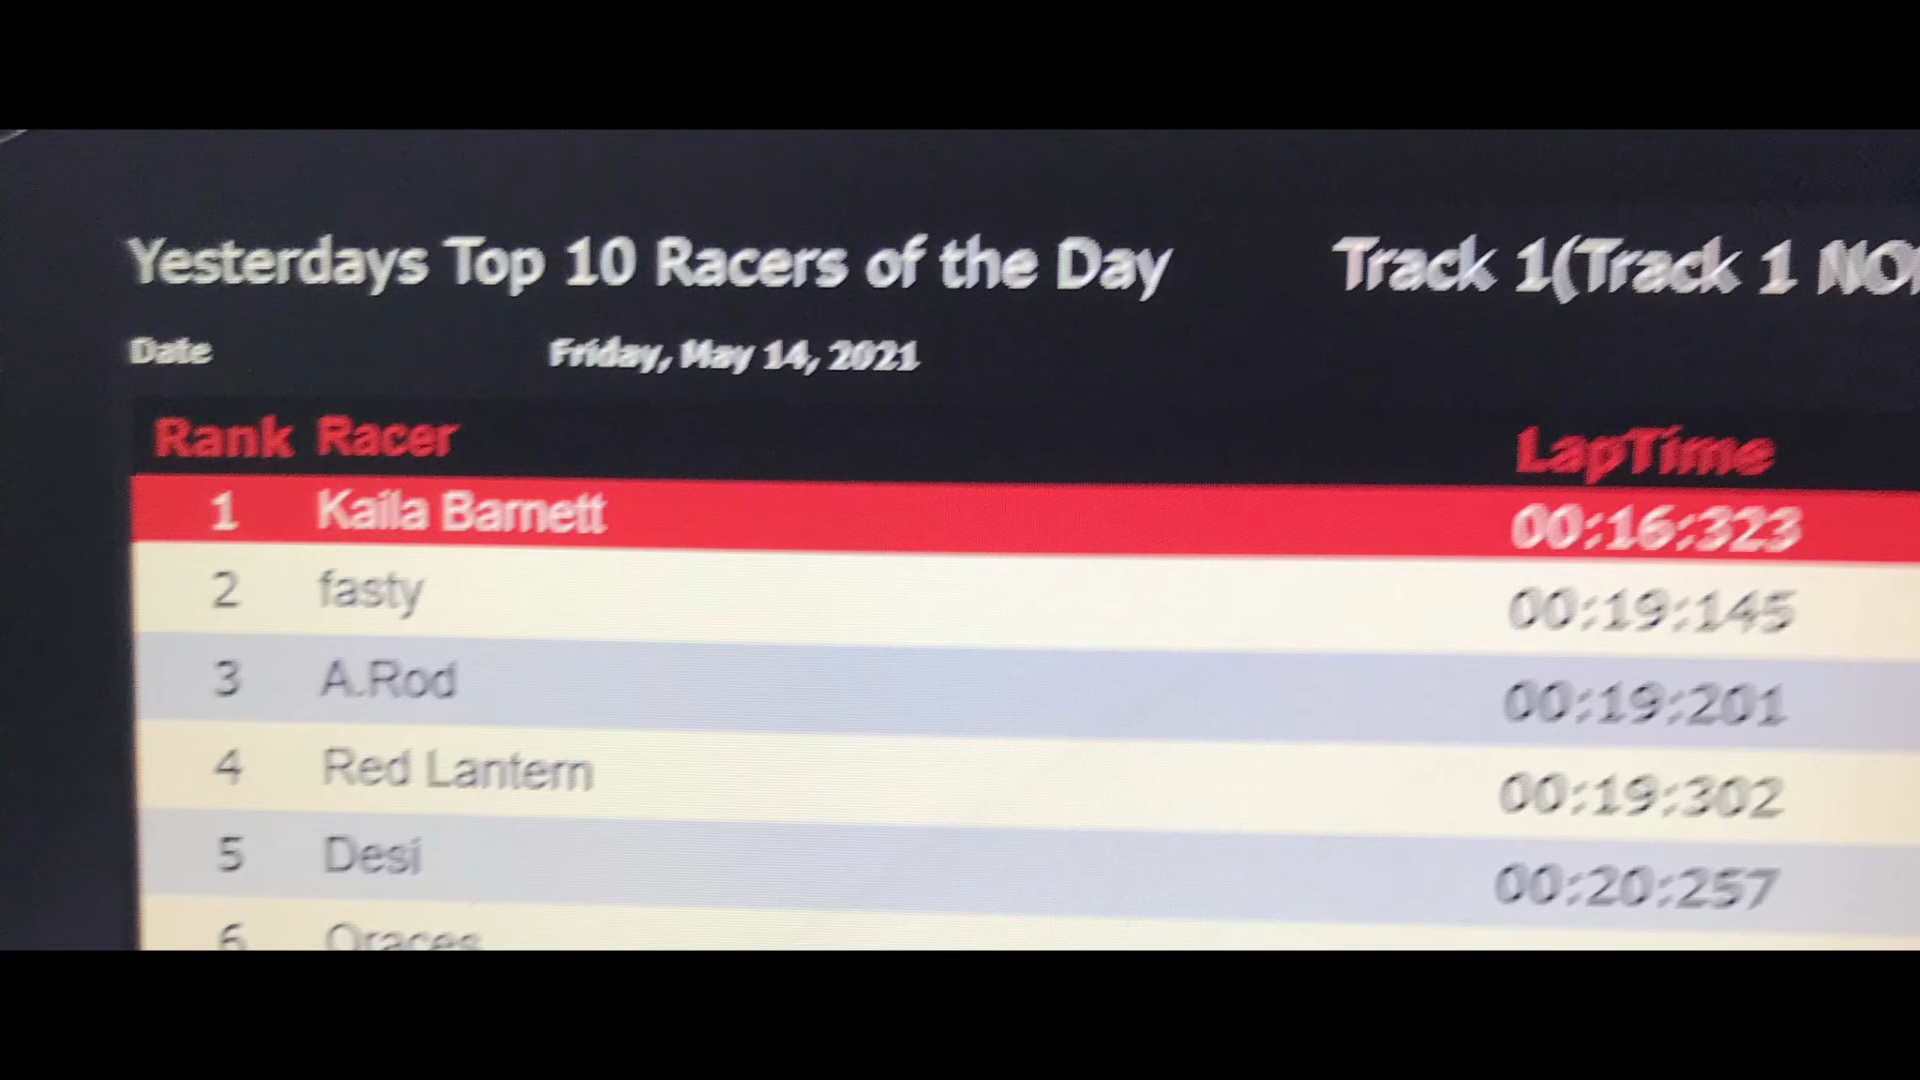 Yesterdays Top 10 Racers of the Day Track 1(Track 1
Date Friday, May 14, 2021
Rank Racer LapTime
1 Kaila Barnett 00:16:323
2 fasty 00:19:145
3 A.Rod 00:19:201
4 Red Lantern 00:19:302
5 Desi 00:20:257
6